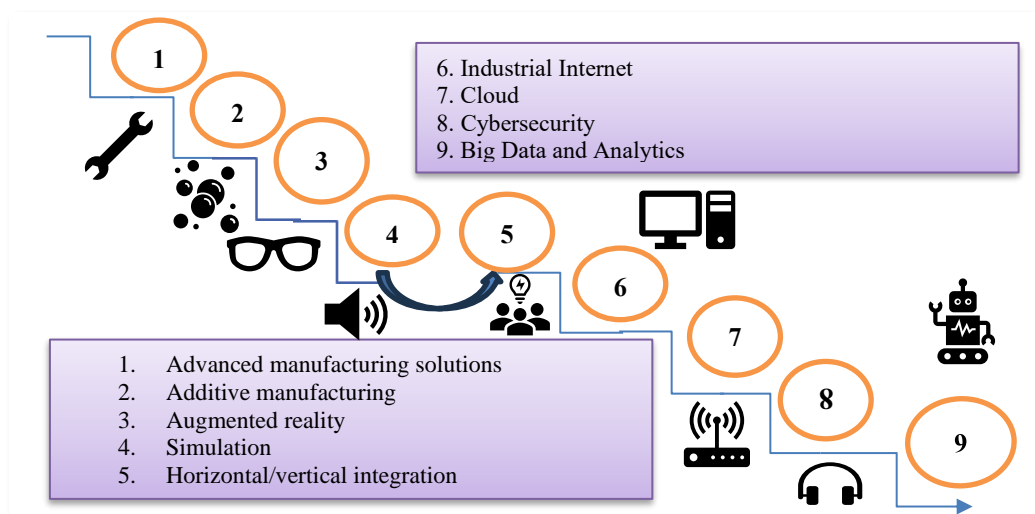 1
2
3
4
5
6
7
8
9
6. Industrial Internet
7. Cloud
8. Cybersecurity
9. Big Data and Analytics
1. Advanced manufacturing solutions
2. Additive manufacturing
3. Augmented reality
4. Simulation
5. Horizontal/vertical integration